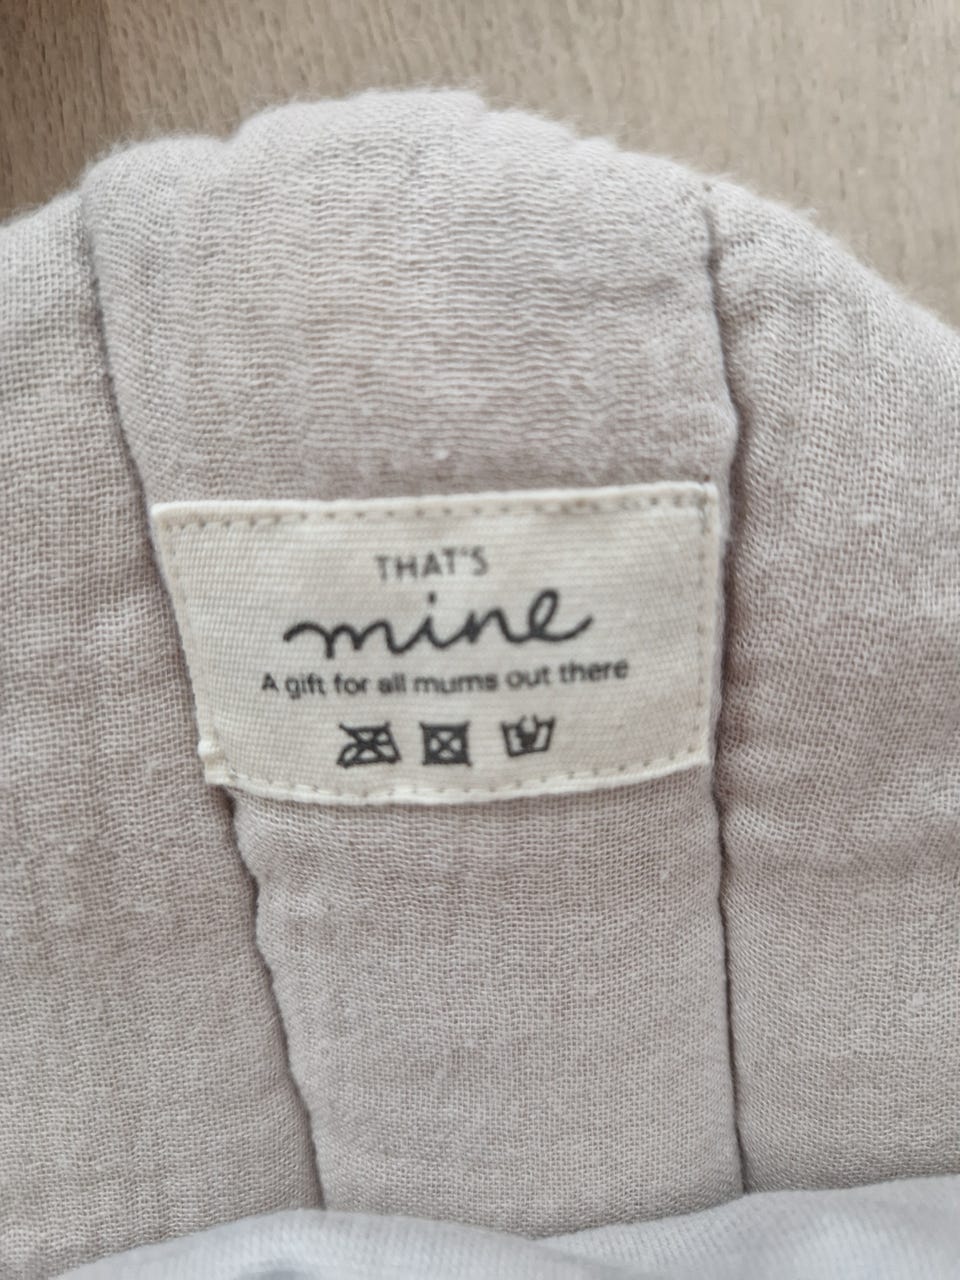 THAT'S
mine
A gift for all mums out there